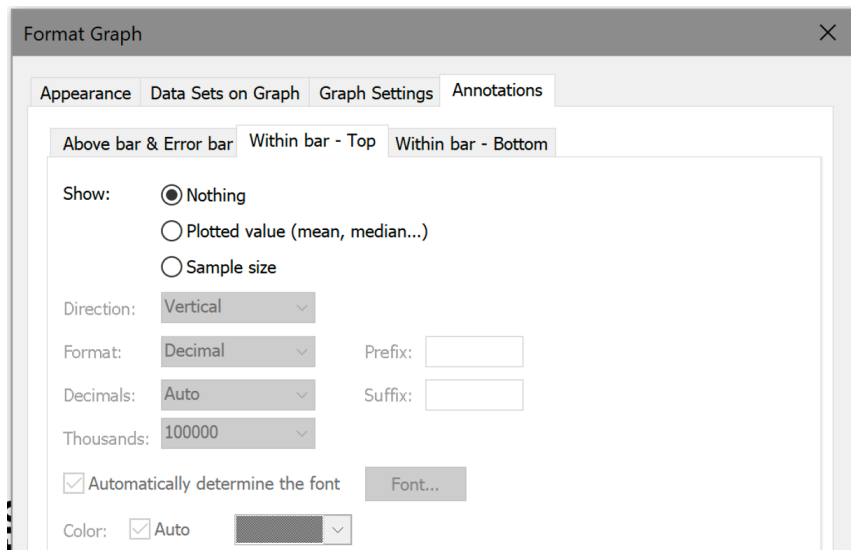 Format Graph
Appearance Data Sets on Graph Graph Settings Annotations
Above bar & Error bar Within bar - Top Within bar - Bottom
Show: Nothing
Plotted value (mean, median...)
Sample size
Direction: Vertical
Format: Decimal Prefix:
Decimals: Auto Suffix:
Thousands: 100000
Automatically determine the font Font...
Color: Auto